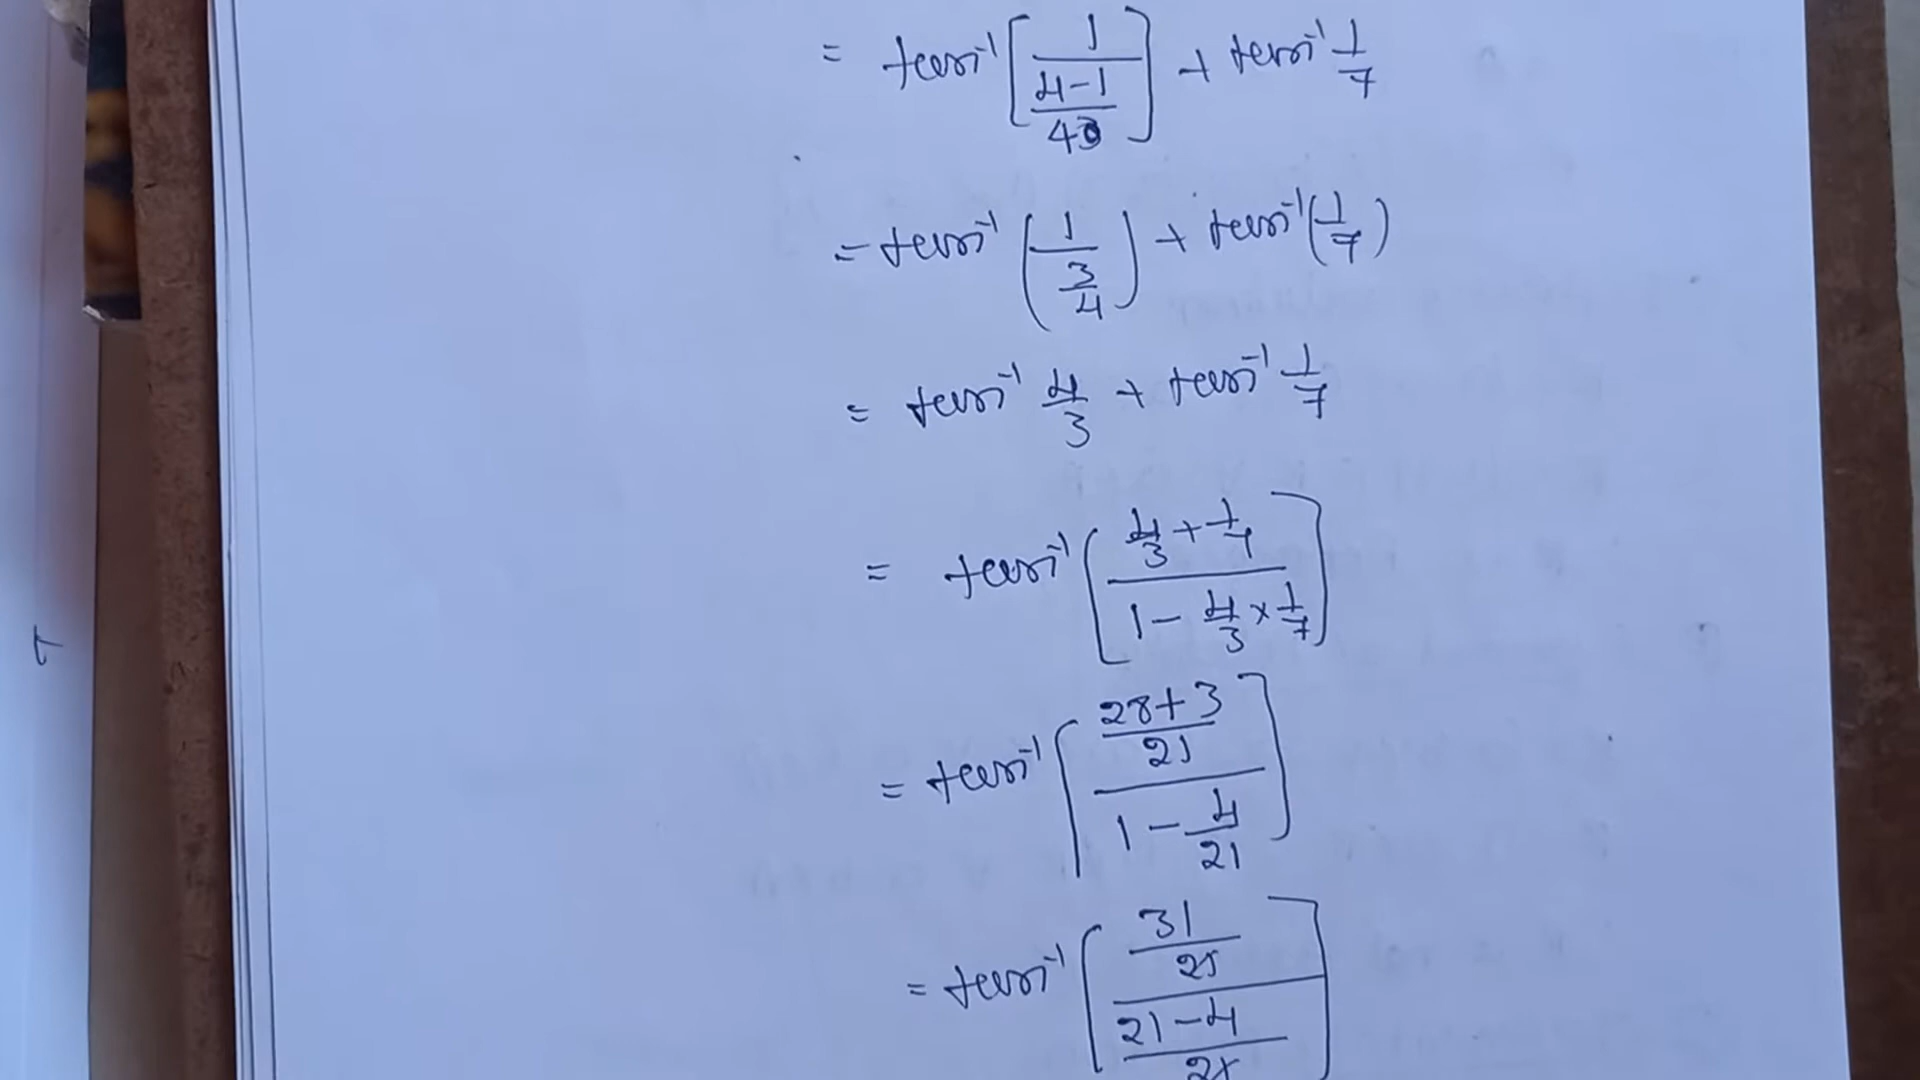 = tan⁻¹ [1/((4-1)/4)] + tan⁻¹ 1/7
= tan⁻¹ (1/(3/4)) + tan⁻¹ (1/7)
= tan⁻¹ 4/3 + tan⁻¹ 1/7
= tan⁻¹ [(4/3 + 1/7)/(1 - 4/3 × 1/7)]
= tan⁻¹ [((28+3)/21)/(1 - 4/21)]
= tan⁻¹ [(31/21)/((21-4)/21)]